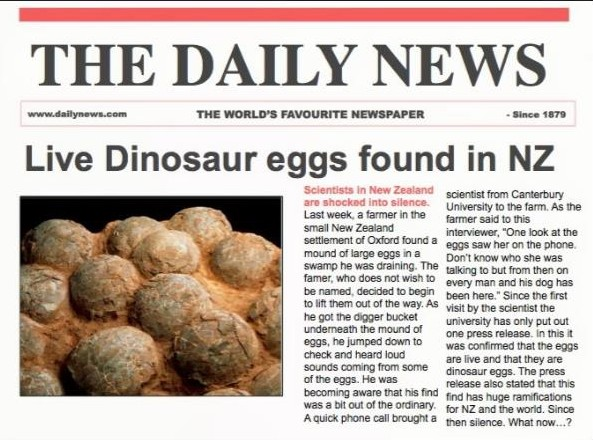 THE DAILY NEWS
www.dailynews.com
THE WORLD'S FAVOURITE NEWSPAPER
- Since 1879
Live Dinosaur eggs found in NZ
Scientists in New Zealand
are shocked into silence.
Last week, a farmer in the
small New Zealand
settlement of Oxford found a
mound of large eggs in a
swamp he was draining. The
famer, who does not wish to
be named, decided to begin
to lift them out of the way. As
he got the digger bucket
underneath the mound of
eggs, he jumped down to
check and heard loud
sounds coming from some
of the eggs. He was
becoming aware that his find
was a bit out of the ordinary.
A quick phone call brought a
scientist from Canterbury
University to the farm. As the
farmer said to this
interviewer, "One look at the
eggs saw her on the phone.
Don't know who she was
talking to but from then on
every man and his dog has
been here." Since the first
visit by the scientist the
university has only put out
one press release. In this it
was confirmed that the eggs
are live and that they are
dinosaur eggs. The press
release also stated that this
find has huge ramifications
for NZ and the world. Since
then silence. What now…?